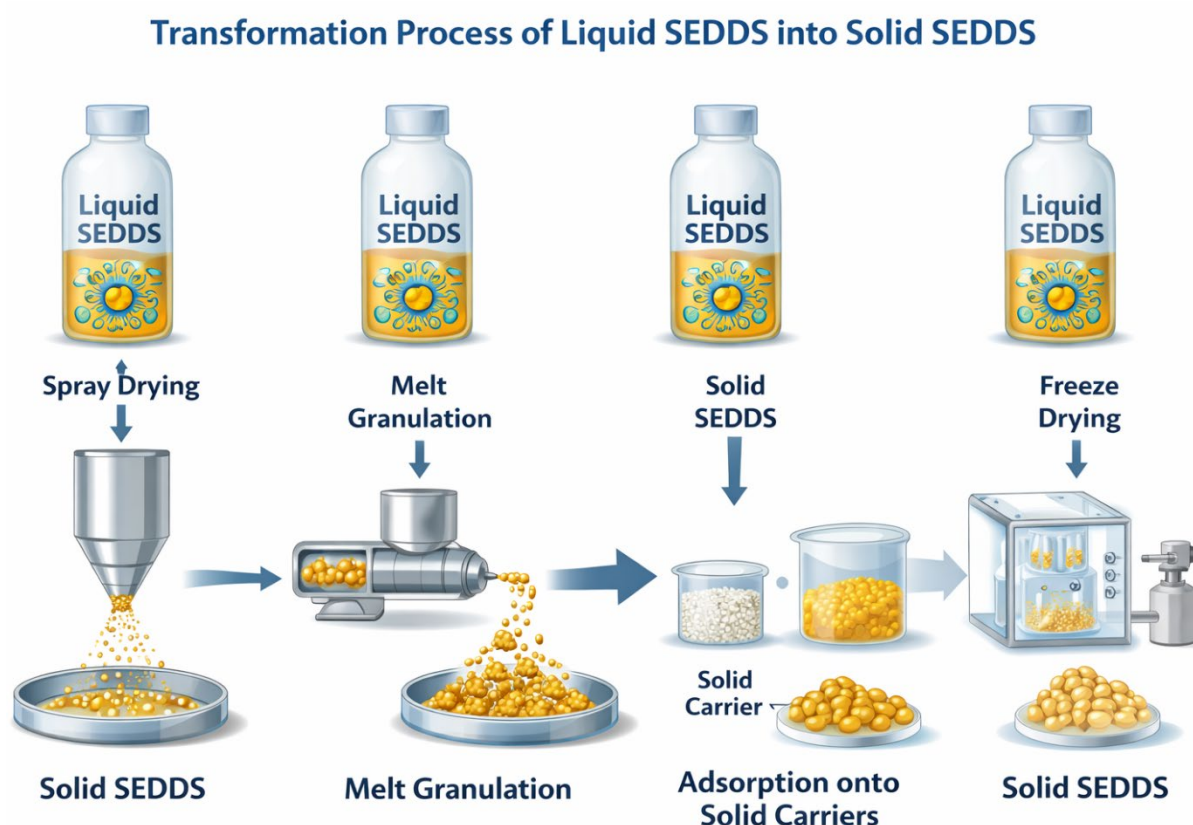 Transformation Process of Liquid SEDDS into Solid SEDDS
Liquid
SEDDS
Liquid
SEDDS
Liquid
SEDDS
Liquid
SEDDS
Spray Drying
Melt
Granulation
Solid
SEDDS
Freeze
Drying
Solid
Carrier
Solid SEDDS
Melt Granulation
Adsorption onto
Solid Carriers
Solid SEDDS